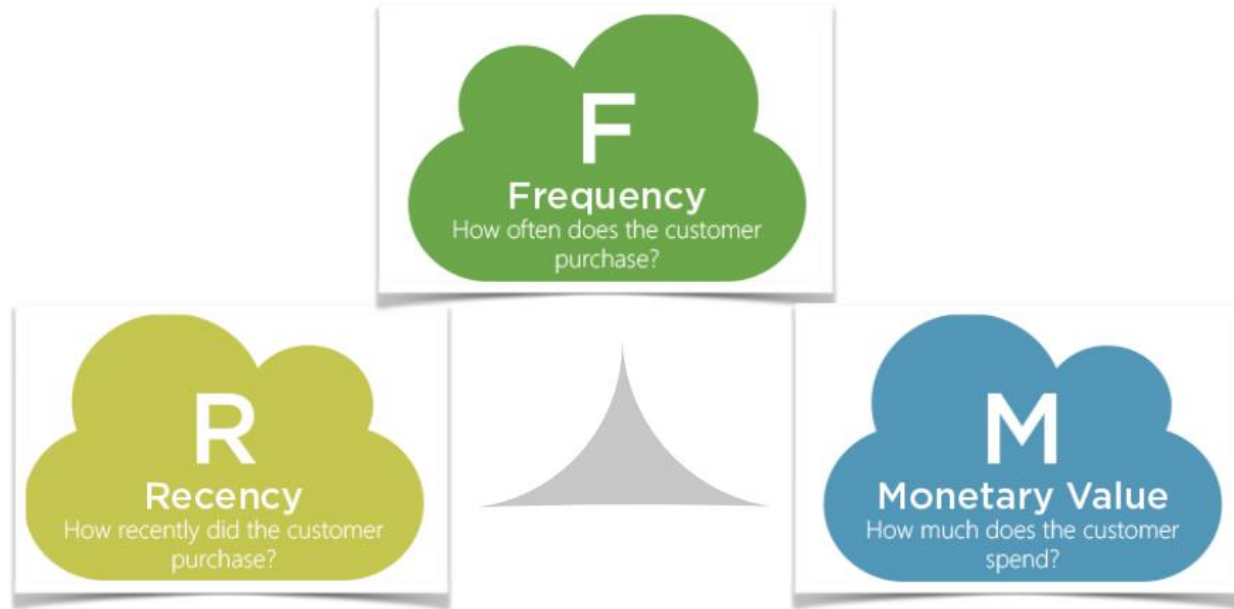 F
Frequency
How often does the customer
purchase?
R
Recency
How recently did the customer
purchase?
M
Monetary Value
How much does the customer
spend?